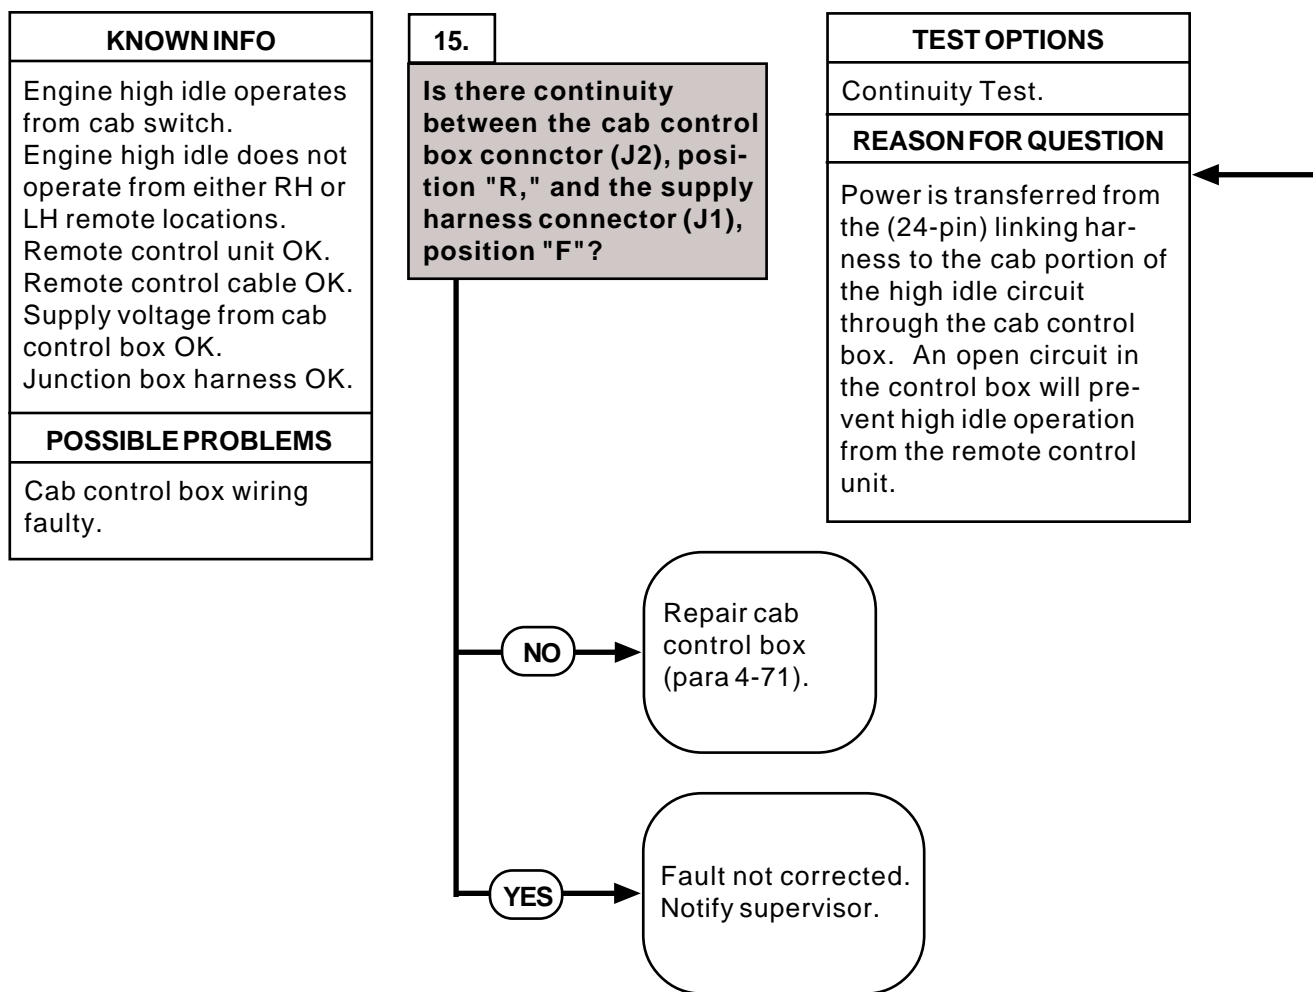 KNOWN INFO
Engine high idle operates
from cab switch.
Engine high idle does not
operate from either RH or
LH remote locations.
Remote control unit OK.
Remote control cable OK.
Supply voltage from cab
control box OK.
Junction box harness OK.
POSSIBLE PROBLEMS
Cab control box wiring
faulty.
15.
Is there continuity
between the cab control
box connctor (J2), posi-
tion "R," and the supply
harness connector (J1),
position "F"?
TEST OPTIONS
Continuity Test.
REASON FOR QUESTION
Power is transferred from
the (24-pin) linking har-
ness to the cab portion of
the high idle circuit
through the cab control
box. An open circuit in
the control box will pre-
vent high idle operation
from the remote control
unit.
NO
Repair cab
control box
(para 4-71).
YES
Fault not corrected.
Notify supervisor.